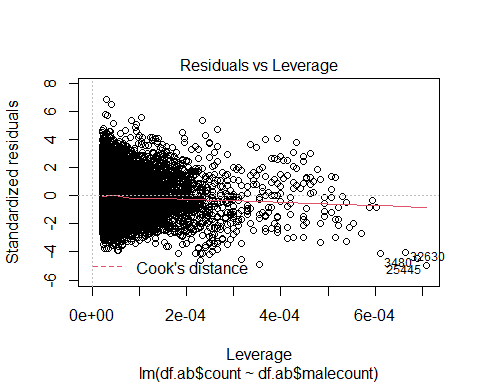 Residuals vs Leverage
Standardized residuals
8
6
4
2
0
-2
-4
-6
Cook's distance
3480
32630
25445
0e+00 2e-04 4e-04 6e-04
Leverage
lm(df.ab$count ~ df.ab$malecount)